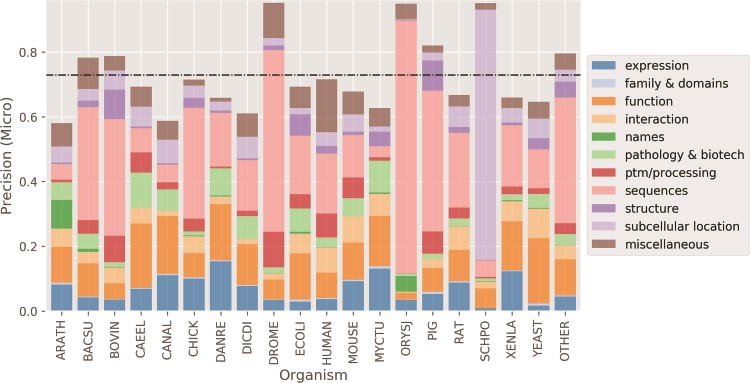 Precision (Micro)
0.8
0.6
0.4
0.2
0.0
ARATH
BACSU
BOVIN
CAEEL
CANAL
CHICK
DANRE
DICDI
DROME
ECOLI
HUMAN
MOUSE
MYCTU
ORYSJ
PIG
RAT
SCHPO
XENLA
YEAST
OTHER
Organism
expression
family & domains
function
interaction
names
pathology & biotech
ptm/processing
sequences
structure
subcellular location
miscellaneous